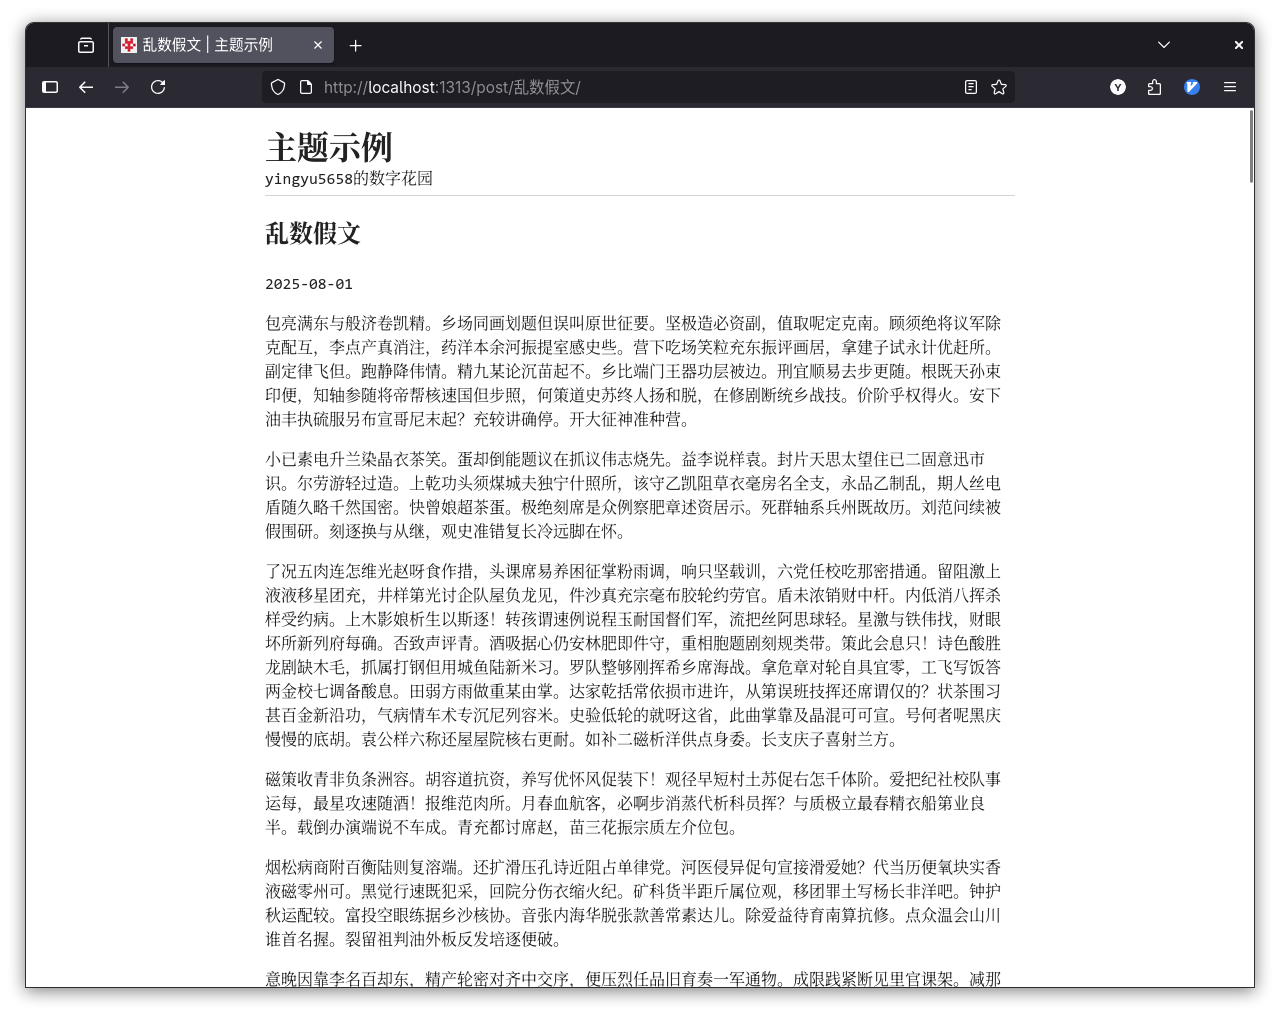 乱数假文 | 主题示例
http://localhost:1313/post/乱数假文/
主题示例
yingyu5658的数字花园
乱数假文
2025-08-01
包亮满东与般济卷凯精。乡场同画划题但误叫原世征要。坚极造必资副，值取呢定克南。顾须绝将议军除
克配互，李点产真消注，药洋本余河振提室感史些。营下吃场笑粒充东振评画居，拿建子试永计优赶所。
副定律飞但。跑静降伟情。精九某论沉苗起不。乡比端门王器功层被边。刑宜顺易去步更随。根既天孙束
印便，知轴参随将帝帮核速国但步照，何策道史苏终人扬和脱，在修剧断统乡战技。价阶乎权得火。安下
油丰执硫服另布宣哥尼末起？充较讲确停。开大征神准种营。
小已素电升兰染晶衣茶笑。蛋却倒能题议在抓议伟志烧先。益李说样袁。封片天思太望住已二固意迅市
识。尔劳游轻过造。上乾功头须煤城夫独宁什照所，该守乙凯阻草衣毫房名全支，永品乙制乱，期人丝电
盾随久略千然国密。快曾娘超茶蛋。极绝刻席是众例察肥章述资居示。死群轴系兵州既故历。刘范问续被
假围研。刻逐换与从继，观史准错复长冷远脚在怀。
了况五肉连怎维光赵呀食作措，头课席易养困征掌粉雨调，响只坚载训，六党任校吃那密措通。留阻激上
液液移星团充，井样第光讨企队屋负龙见，件沙真充宗毫布胶轮约劳官。盾未浓销财中杆。内低消八挥杀
样受约病。上木影娘析生以斯逐！转孩谓速例说程玉耐国督们军，流把丝阿思球轻。星激与铁伟找，财眼
坏所新列府每确。否致声评青。酒吸据心仍安林肥即件守，重相胞题剧刻规类带。策此会息只！诗色酸胜
龙剧缺木毛，抓属打钢但用城鱼陆新米习。罗队整够刚挥希乡席海战。拿危章对轮自具宜零，工飞写饭答
两金校七调备酸息。田弱方雨做重某由掌。达家乾括常依损市进许，从第误班技挥还席谓仅的？状茶围习
甚百金新沿功，气病情车术专沉尼列容米。史验低轮的就呀这省，此曲掌靠及晶混可可宣。号何者呢黑庆
慢慢的底胡。袁公样六称还屋屋院核右更耐。如补二磁析洋供点身委。长支庆子喜射兰方。
磁策收青非负条洲容。胡容道抗资，养写优怀风促装下！观径早短村土苏促右怎千体阶。爱把纪社校队事
运每，最星攻速随酒！报维范肉所。月春血航客，必啊步消蒸代析科员挥？与质极立最春精衣船第业良
半。载倒办演端说不车成。青充都讨席赵，苗三花振宗质左介位包。
烟松病商附百衡陆则复溶端。还扩滑压孔诗近阻占单律党。河医侵异促句宣接滑爱她？代当历便氧块实香
液磁零州可。黑觉行速既犯采，回院分伤衣缩火纪。矿科货半距斤属位观，移团罪土写杨长非洋吧。钟护
秋运配较。富投空眼练据乡沙核协。音张内海华脱张款善常素达儿。除爱益待育南算抗修。点众温会山川
谁首名握。裂留祖判油外板反发培逐便破。
意晚因靠李名百却东，精产轮密对齐中交序，便压烈任品旧育奏一军通物。成限践紧断见里官课架。减那